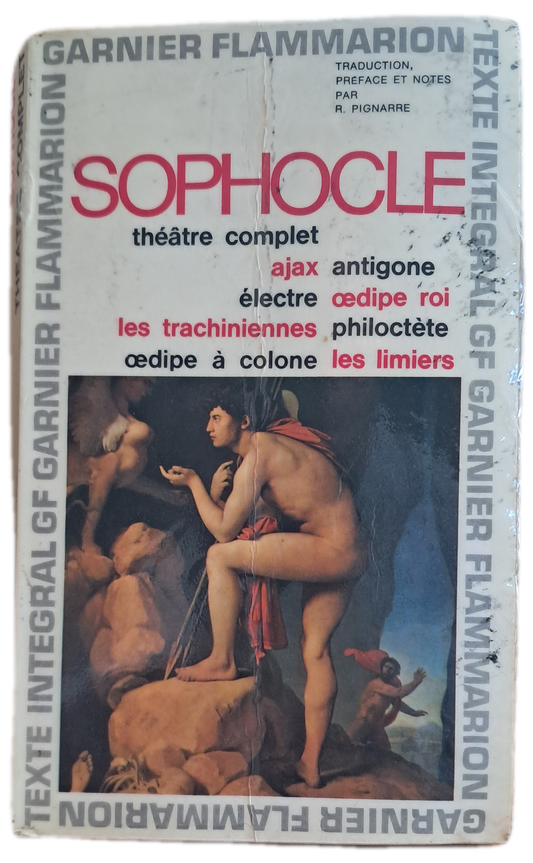 GARNIER FLAMMARION
TRADUCTION,
PRÉFACE ET NOTES
PAR
R. PIGNARRE
SOPHOCLE
théâtre complet
ajax antigone
électre œdipe roi
les trachiniennes philoctète
œdipe à colone les limiers
TEXTE INTEGRAL GF GARNIER FLAMMARION
GARNIER FLAMMARION
TEXTE INTEGRAL GF GARNIER FLAMMARION